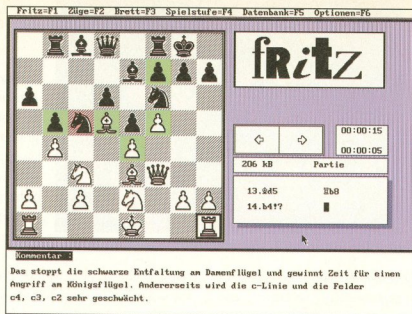 Fritz=F1 Züge=F2 Brett=F3 Spielstufe=F4 Datenbank=F5 Optionen=F6
fritz
00:00:15
00:00:05
206 kB Partie
13.♗d5 ♖b8
14.b4!?
Kommentar :
Das stoppt die schwarze Entfaltung am Damenflügel und gewinnt Zeit für einen
Angriff am Königsflügel. Andererseits wird die c-Linie und die Felder
c4, c3, c2 sehr geschwächt.